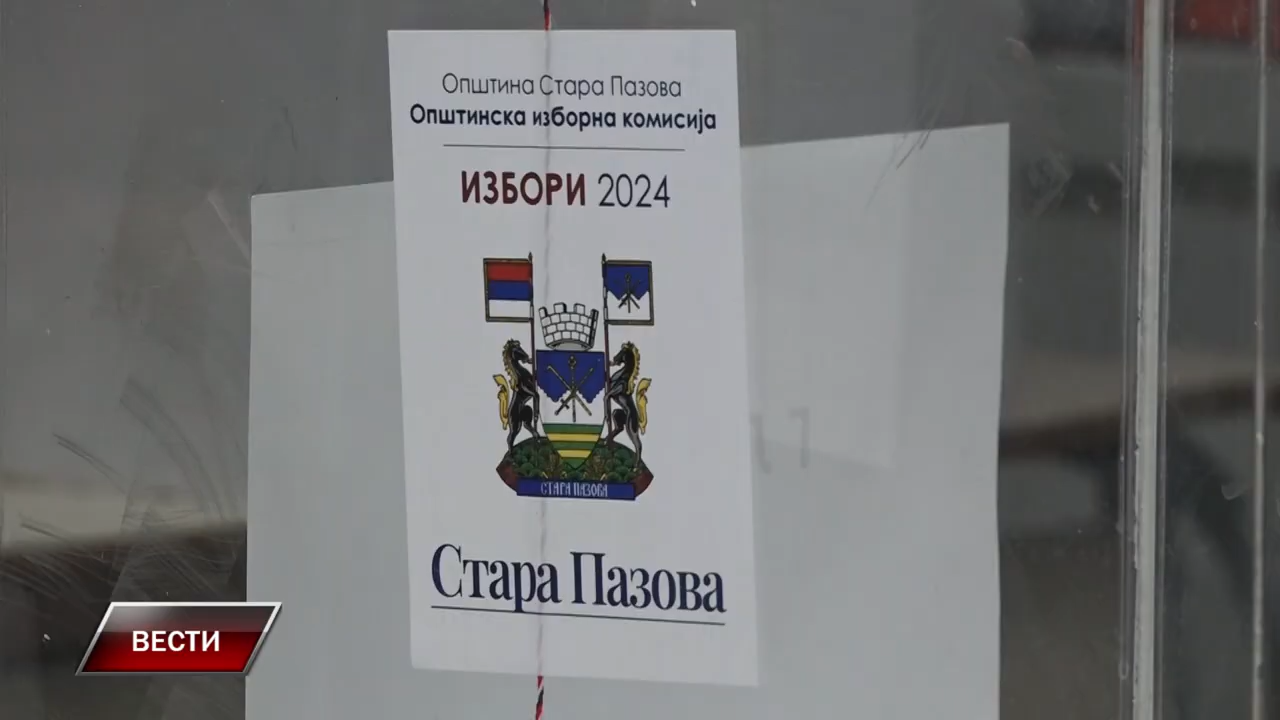 Општина Стара Пазова
Општинска изборна комисија
ИЗБОРИ 2024
СТАРА ПАЗОВА
Стара Пазова
ВЕСТИ